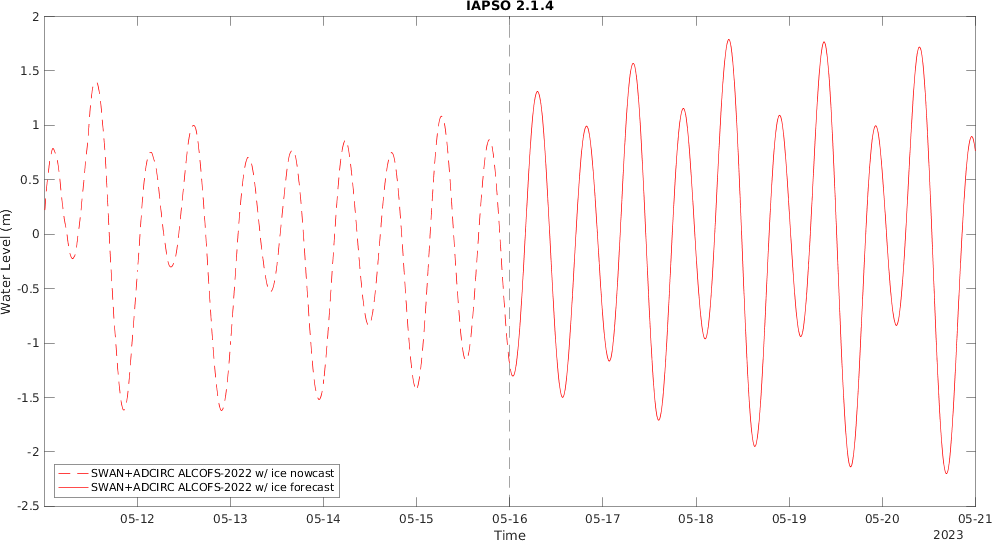 IAPSO 2.1.4
2
1.5
1
0.5
0
-0.5
-1
-1.5
-2
-2.5
Water Level (m)
SWAN+ADCIRC ALCOFS-2022 w/ ice nowcast
SWAN+ADCIRC ALCOFS-2022 w/ ice forecast
05-12 05-13 05-14 05-15 05-16 05-17 05-18 05-19 05-20 05-21
Time
2023